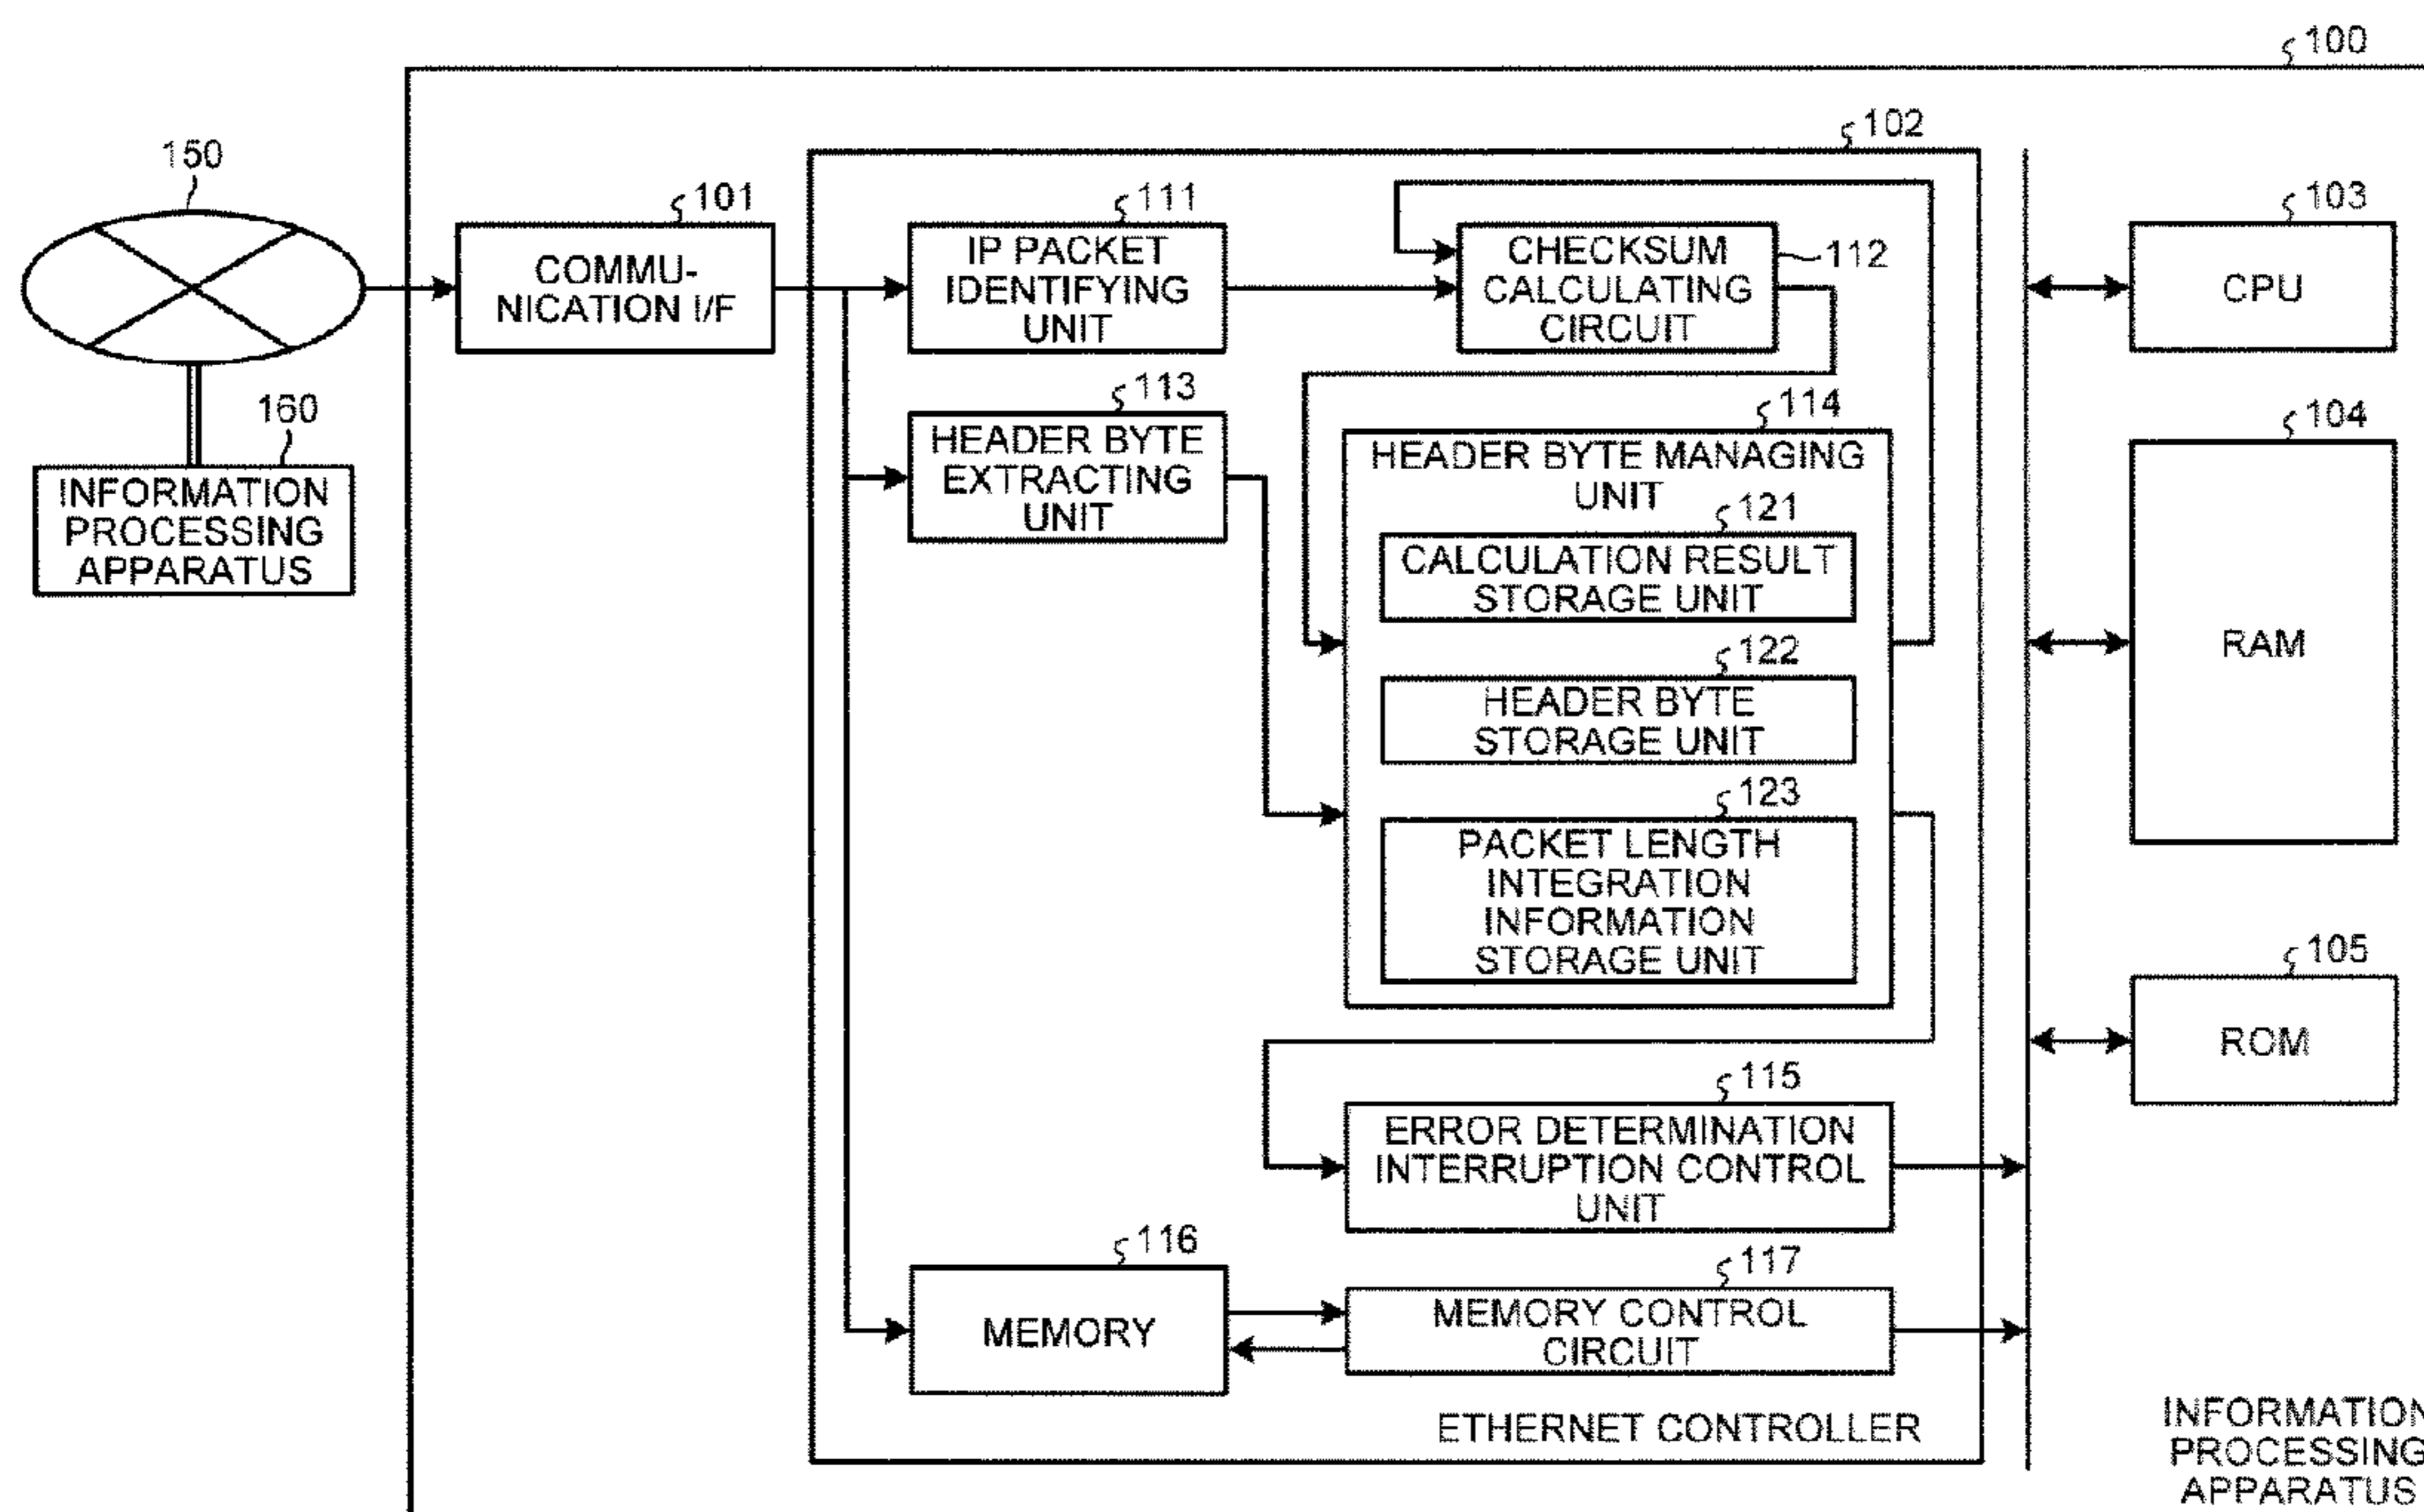 100
102
150
101
COMMU-
NICATION I/F
111
IP PACKET
IDENTIFYING
UNIT
CHECKSUM
CALCULATING
CIRCUIT
112
103
CPU
160
INFORMATION
PROCESSING
APPARATUS
113
HEADER BYTE
EXTRACTING
UNIT
114
HEADER BYTE MANAGING
UNIT
121
CALCULATION RESULT
STORAGE UNIT
122
HEADER BYTE
STORAGE UNIT
123
PACKET LENGTH
INTEGRATION
INFORMATION
STORAGE UNIT
104
RAM
105
ROM
115
ERROR DETERMINATION
INTERRUPTION CONTROL
UNIT
116
MEMORY
117
MEMORY CONTROL
CIRCUIT
ETHERNET CONTROLLER
INFORMATION
PROCESSING
APPARATUS